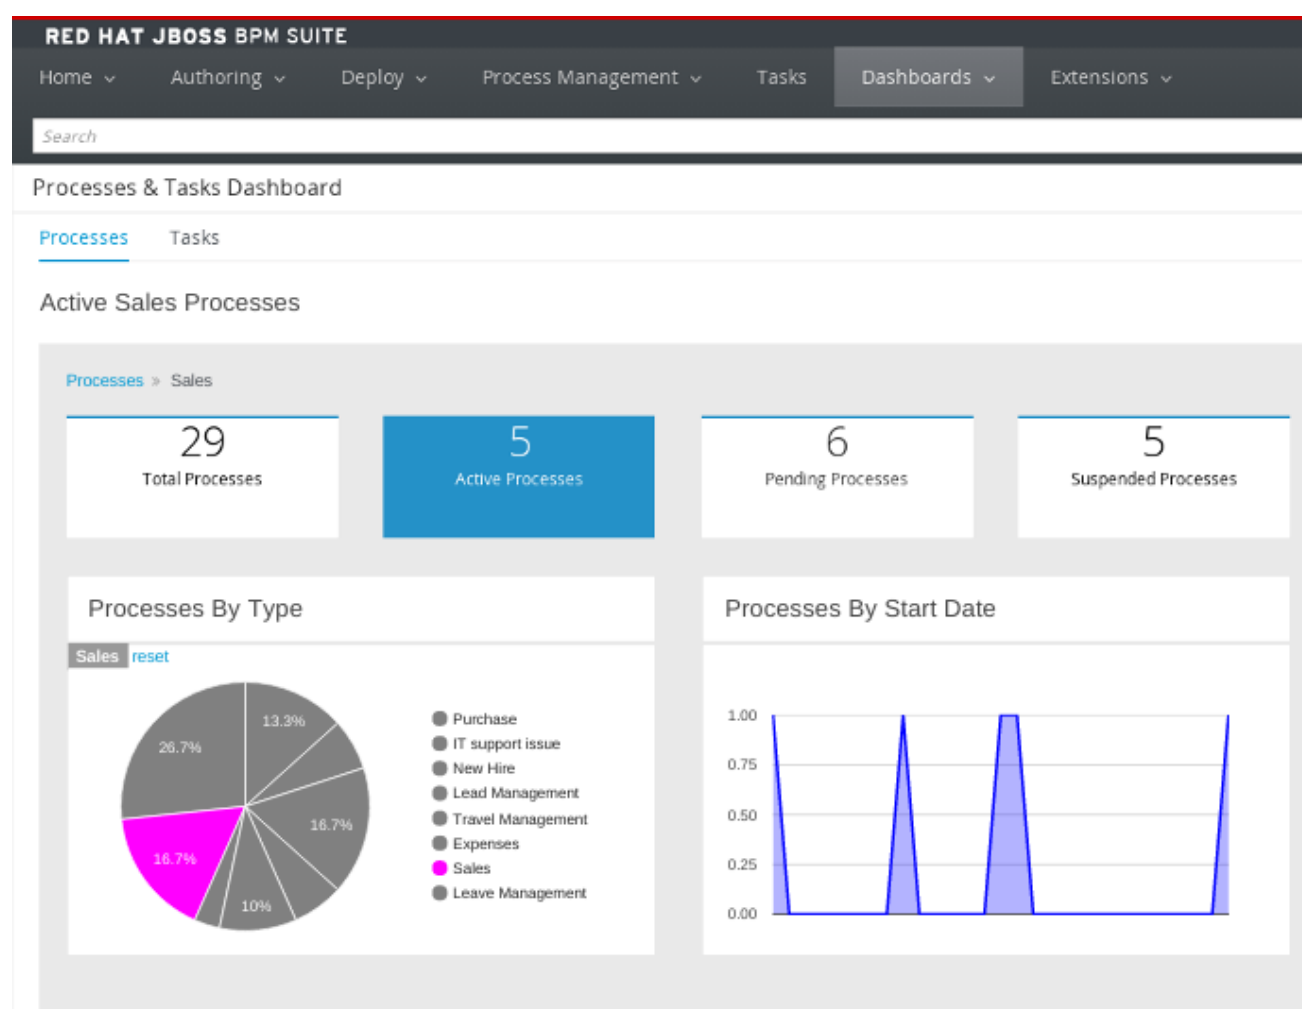 RED HAT JBOSS BPM SUITE
Home Authoring Deploy Process Management Tasks Dashboards Extensions
Search
Processes & Tasks Dashboard
Processes Tasks
Active Sales Processes
Processes » Sales
29
Total Processes
5
Active Processes
6
Pending Processes
5
Suspended Processes
Processes By Type
Sales reset
13.3%
26.7%
16.7%
16.7%
10%
Purchase
IT support issue
New Hire
Lead Management
Travel Management
Expenses
Sales
Leave Management
Processes By Start Date
1.00
0.75
0.50
0.25
0.00